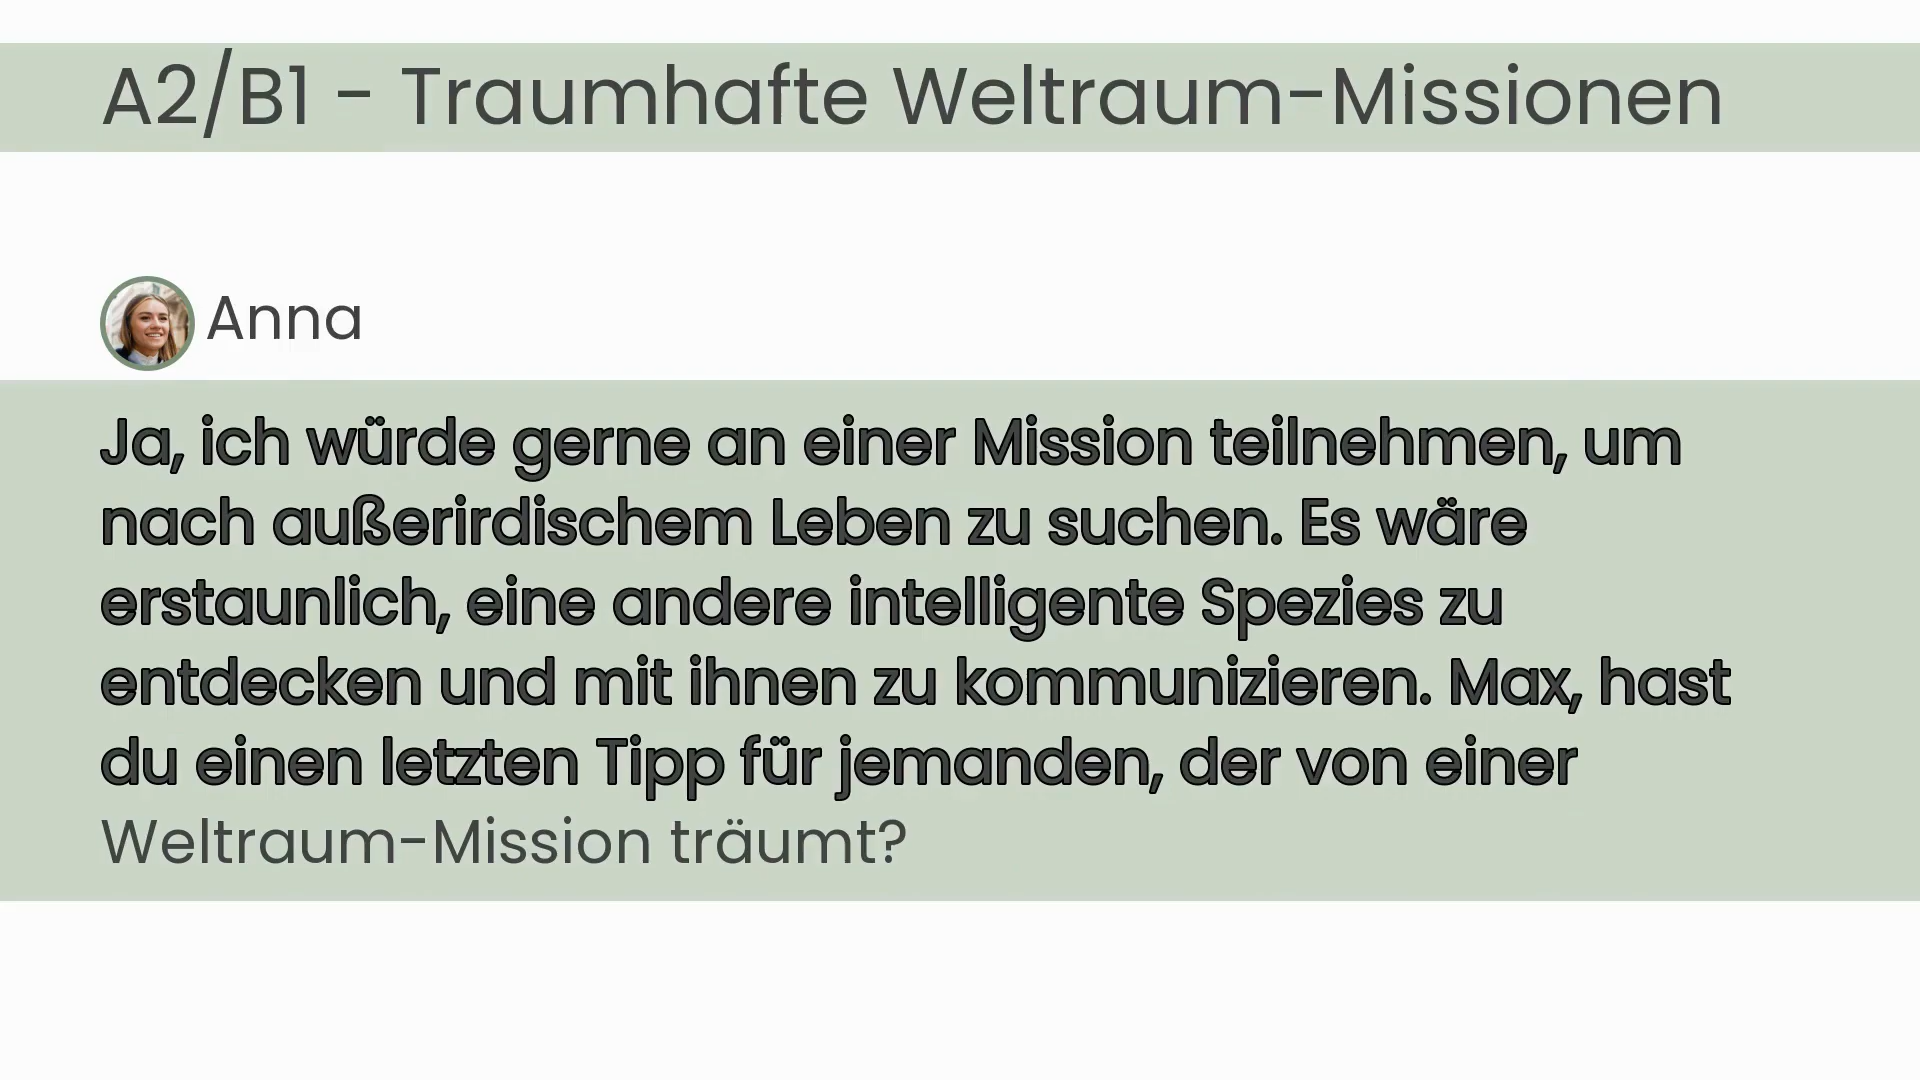 A2/B1 - Traumhafte Weltraum-Missionen
Anna
Ja, ich würde gerne an einer Mission teilnehmen, um
nach außerirdischem Leben zu suchen. Es wäre
erstaunlich, eine andere intelligente Spezies zu
entdecken und mit ihnen zu kommunizieren. Max, hast
du einen letzten Tipp für jemanden, der von einer
Weltraum-Mission träumt?